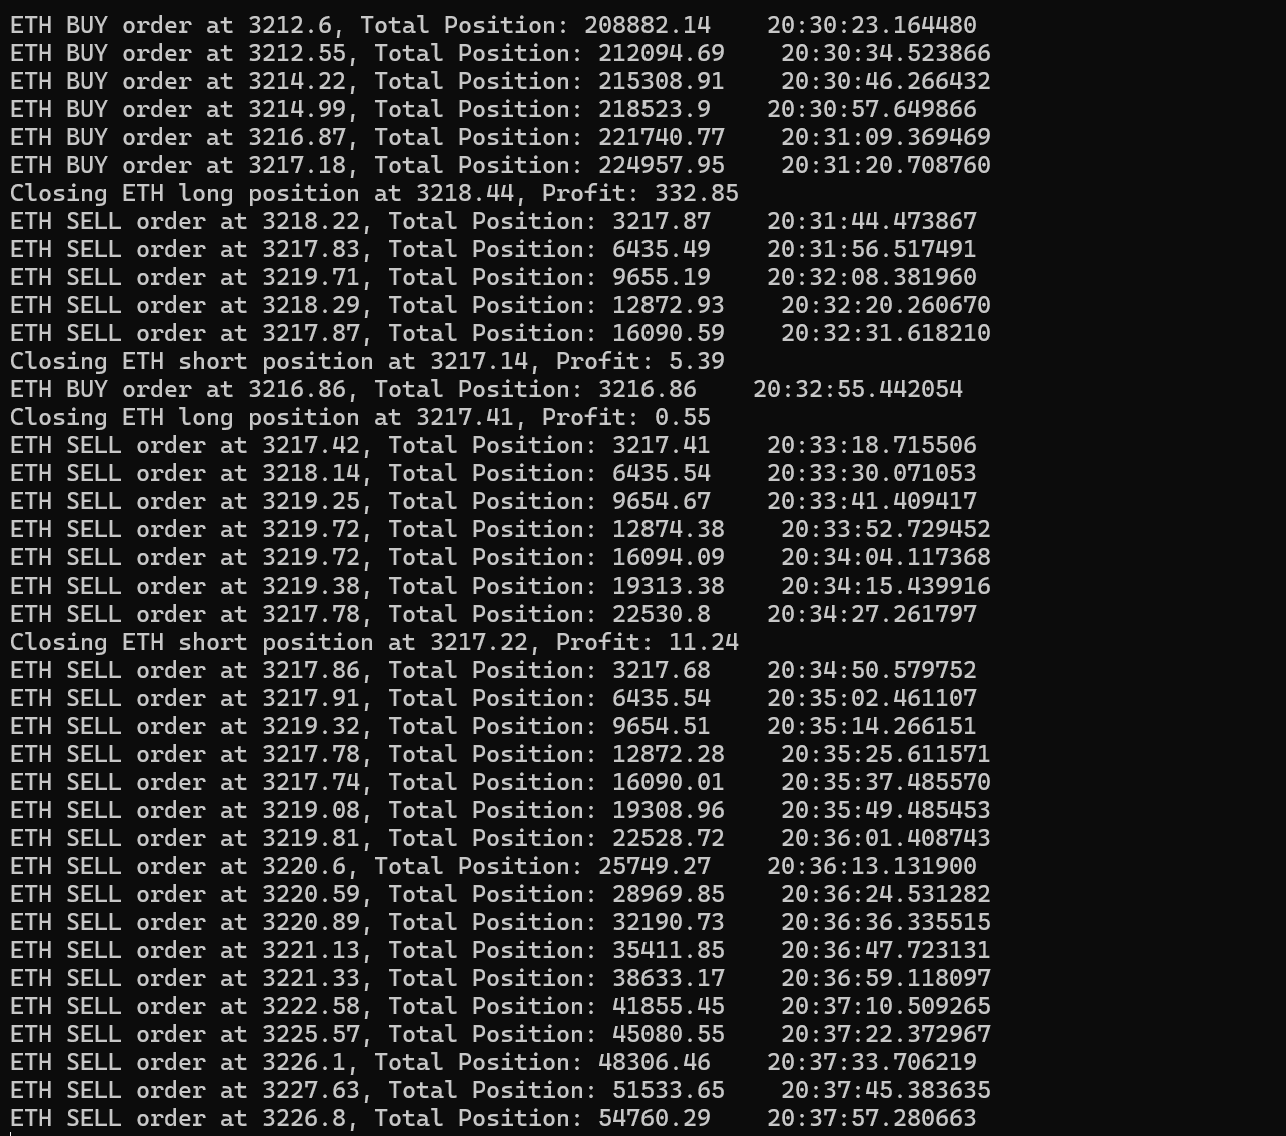 ETH BUY order at 3212.6, Total Position: 208882.14    20:30:23.164480
ETH BUY order at 3212.55, Total Position: 212094.69    20:30:34.523866
ETH BUY order at 3214.22, Total Position: 215308.91    20:30:46.266432
ETH BUY order at 3214.99, Total Position: 218523.9    20:30:57.649866
ETH BUY order at 3216.87, Total Position: 221740.77    20:31:09.369469
ETH BUY order at 3217.18, Total Position: 224957.95    20:31:20.708760
Closing ETH long position at 3218.44, Profit: 332.85
ETH SELL order at 3218.22, Total Position: 3217.87    20:31:44.473867
ETH SELL order at 3217.83, Total Position: 6435.49    20:31:56.517491
ETH SELL order at 3219.71, Total Position: 9655.19    20:32:08.381960
ETH SELL order at 3218.29, Total Position: 12872.93    20:32:20.260670
ETH SELL order at 3217.87, Total Position: 16090.59    20:32:31.618210
Closing ETH short position at 3217.14, Profit: 5.39
ETH BUY order at 3216.86, Total Position: 3216.86    20:32:55.442054
Closing ETH long position at 3217.41, Profit: 0.55
ETH SELL order at 3217.42, Total Position: 3217.41    20:33:18.715506
ETH SELL order at 3218.14, Total Position: 6435.54    20:33:30.071053
ETH SELL order at 3219.25, Total Position: 9654.67    20:33:41.409417
ETH SELL order at 3219.72, Total Position: 12874.38    20:33:52.729452
ETH SELL order at 3219.72, Total Position: 16094.09    20:34:04.117368
ETH SELL order at 3219.38, Total Position: 19313.38    20:34:15.439916
ETH SELL order at 3217.78, Total Position: 22530.8    20:34:27.261797
Closing ETH short position at 3217.22, Profit: 11.24
ETH SELL order at 3217.86, Total Position: 3217.68    20:34:50.579752
ETH SELL order at 3217.91, Total Position: 6435.54    20:35:02.461107
ETH SELL order at 3219.32, Total Position: 9654.51    20:35:14.266151
ETH SELL order at 3217.78, Total Position: 12872.28    20:35:25.611571
ETH SELL order at 3217.74, Total Position: 16090.01    20:35:37.485570
ETH SELL order at 3219.08, Total Position: 19308.96    20:35:49.485453
ETH SELL order at 3219.81, Total Position: 22528.72    20:36:01.408743
ETH SELL order at 3220.6, Total Position: 25749.27    20:36:13.131900
ETH SELL order at 3220.59, Total Position: 28969.85    20:36:24.531282
ETH SELL order at 3220.89, Total Position: 32190.73    20:36:36.335515
ETH SELL order at 3221.13, Total Position: 35411.85    20:36:47.723131
ETH SELL order at 3221.33, Total Position: 38633.17    20:36:59.118097
ETH SELL order at 3222.58, Total Position: 41855.45    20:37:10.509265
ETH SELL order at 3225.57, Total Position: 45080.55    20:37:22.372967
ETH SELL order at 3226.1, Total Position: 48306.46    20:37:33.706219
ETH SELL order at 3227.63, Total Position: 51533.65    20:37:45.383635
ETH SELL order at 3226.8, Total Position: 54760.29    20:37:57.280663